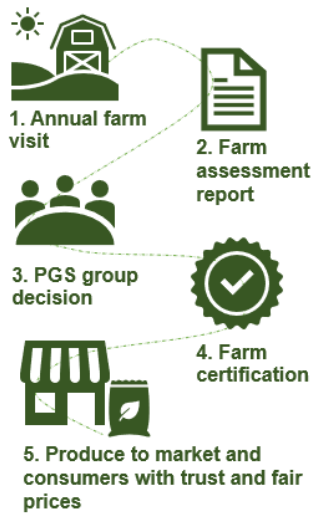 1. Annual farm
visit
2. Farm
assessment
report
3. PGS group
decision
4. Farm
certification
5. Produce to market and
consumers with trust and fair
prices